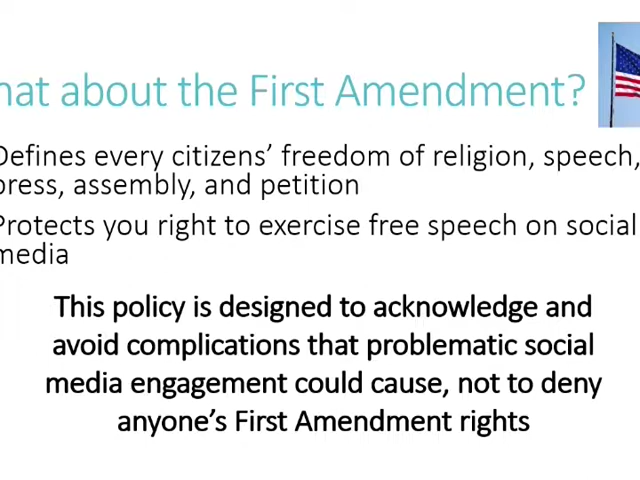 hat about the First Amendment?
Defines every citizens’ freedom of religion, speech,
press, assembly, and petition
Protects you right to exercise free speech on social
media
This policy is designed to acknowledge and
avoid complications that problematic social
media engagement could cause, not to deny
anyone’s First Amendment rights